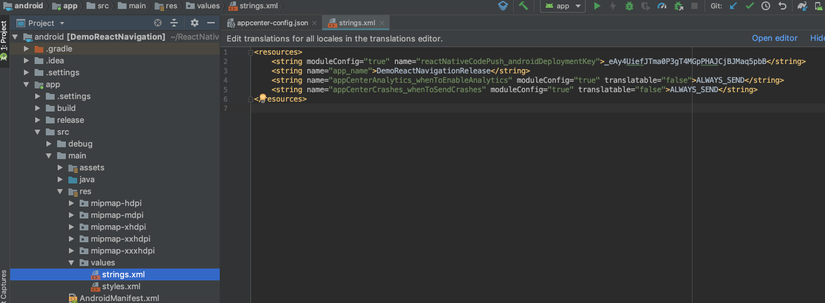 android
app
src
main
res
values
strings.xml
app
Git:
1: Project
Project
appcenter-config.json
strings.xml
android [DemoReactNavigation] ~/ReactNativ
Edit translations for all locales in the translations editor.
Open editor
Hide
.gradle
.idea
.settings
app
.settings
build
release
src
debug
main
assets
java
res
mipmap-hdpi
mipmap-mdpi
mipmap-xhdpi
mipmap-xxhdpi
mipmap-xxxhdpi
values
strings.xml
styles.xml
AndroidManifest.xml
t Captures
1 <resources>
2 <string moduleConfig="true" name="reactNativeCodePush_androidDeploymentKey">_eAy4UiefJTma0P3gT4MGpPHAJCjBJMaq5pbB</string>
3 <string name="app_name">DemoReactNavigationRelease</string>
4 <string name="appCenterAnalytics_whenToEnableAnalytics" moduleConfig="true" translatable="false">ALWAYS_SEND</string>
5 <string name="appCenterCrashes_whenToSendCrashes" moduleConfig="true" translatable="false">ALWAYS_SEND</string>
6 </resources>
7